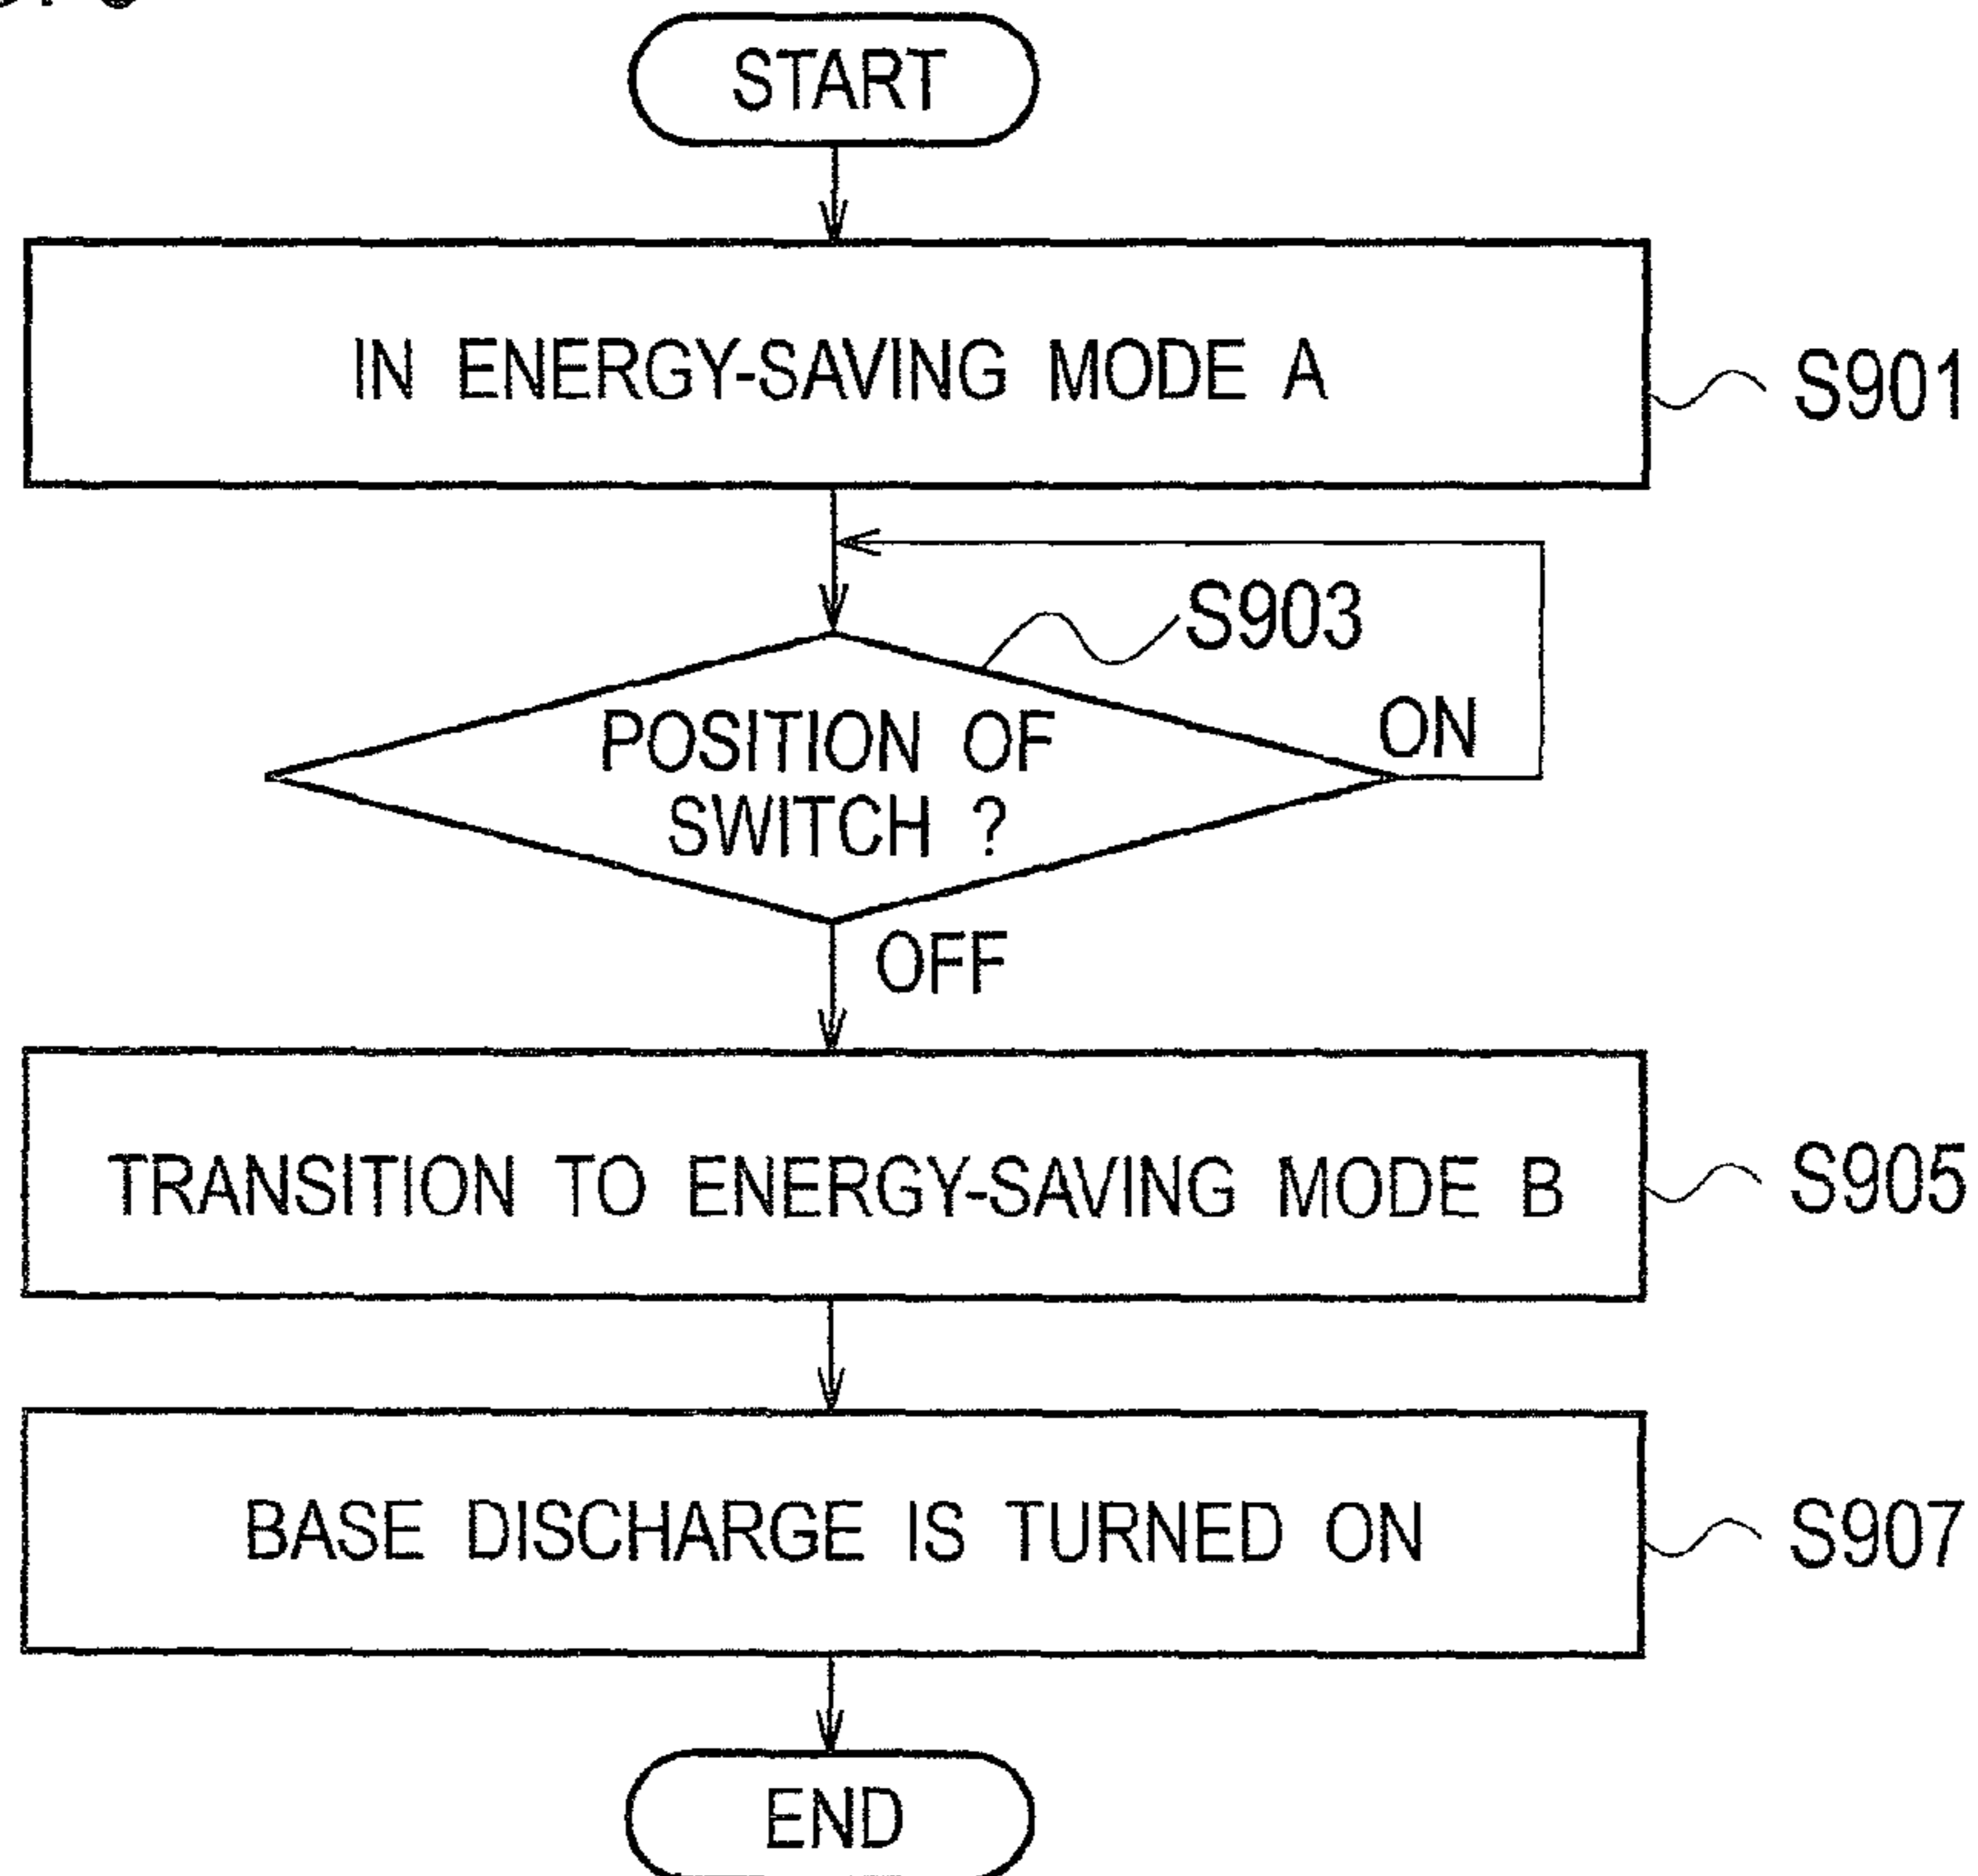 START
IN ENERGY-SAVING MODE A
S901
S903
POSITION OF
SWITCH ?
ON
OFF
TRANSITION TO ENERGY-SAVING MODE B
S905
BASE DISCHARGE IS TURNED ON
S907
END